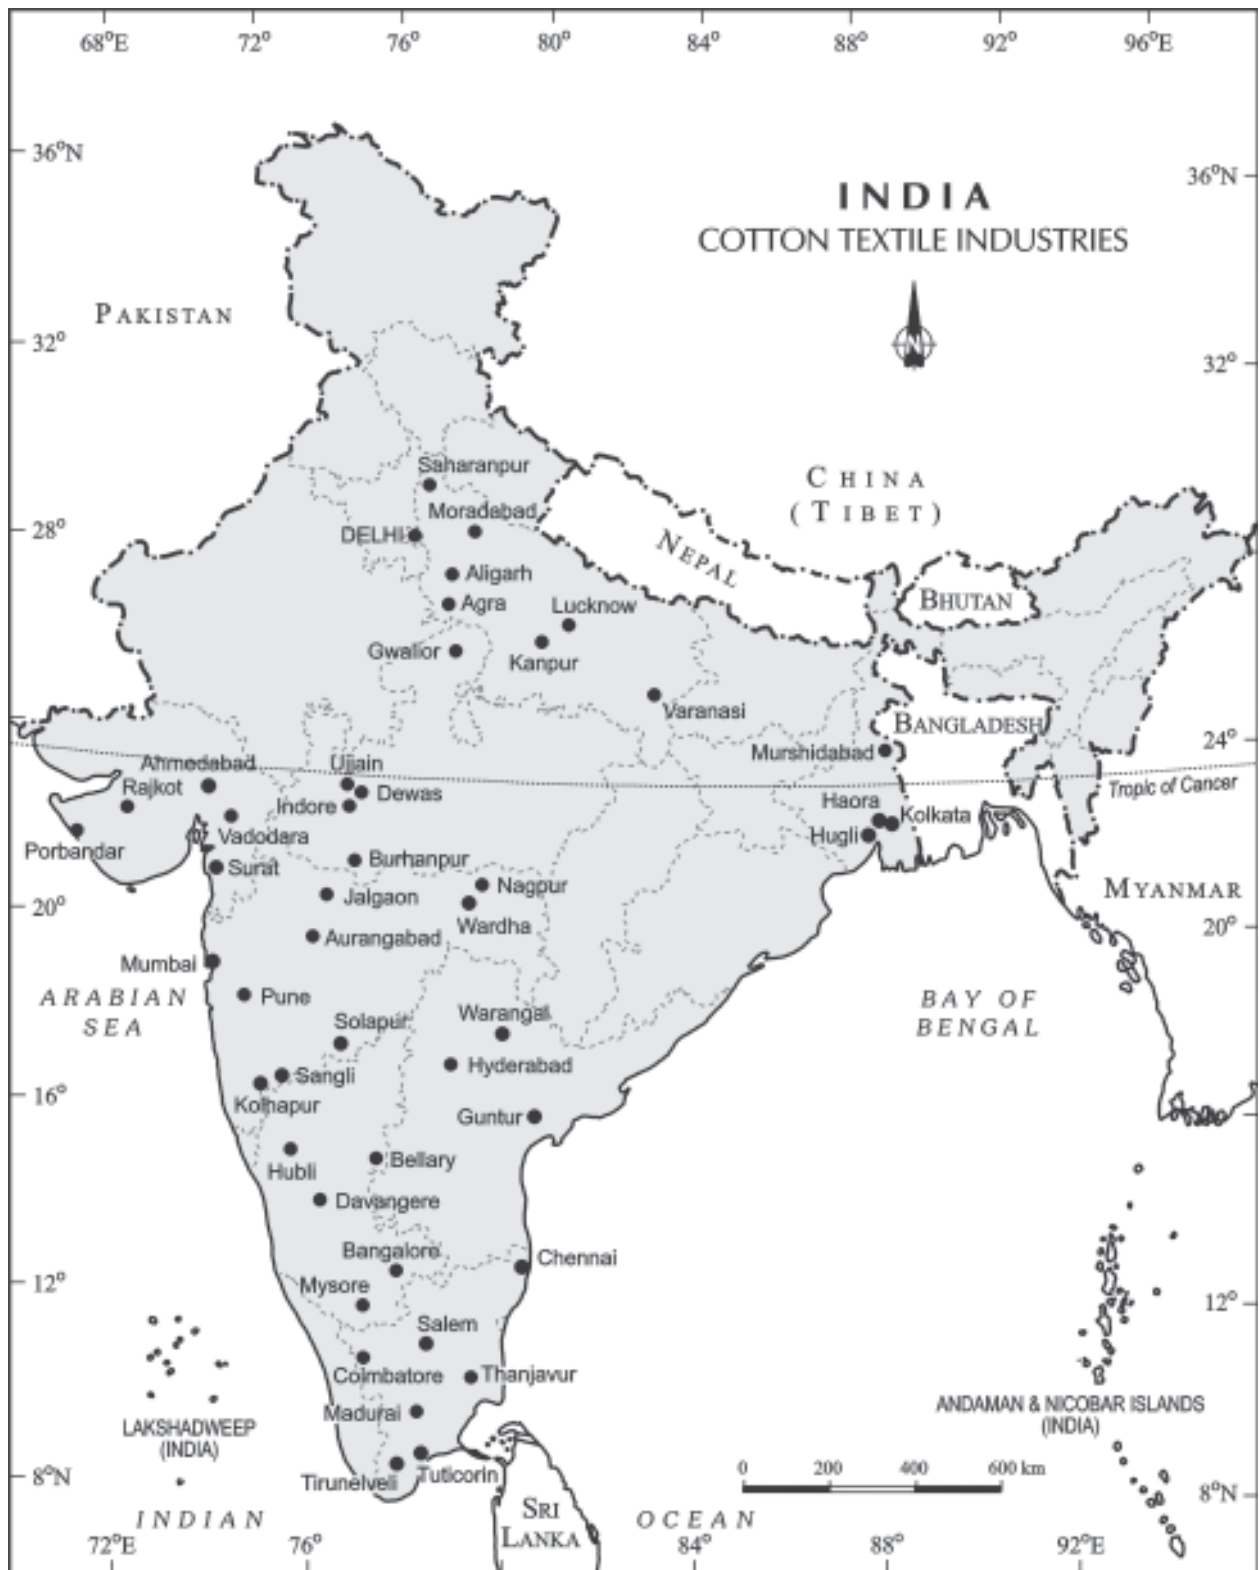 68°E 72° 76° 80° 84° 88° 92° 96°E
36°N
36°N
INDIA
COTTON TEXTILE INDUSTRIES
N
PAKISTAN
32°
32°
CHINA
(TIBET)
Saharanpur
Moradabad
DELHI
28°
28°
NEPAL
Aligarh
Agra
Lucknow
BHUTAN
Gwalior
Kanpur
Varanasi
BANGLADESH
Murshidabad
24°
Ahmedabad
Ujjain
Tropic of Cancer
Rajkot
Dewas
Indore
Haora
Kolkata
Hugli
Vadodara
Porbandar
Surat
Burhanpur
Nagpur
Jalgaon
MYANMAR
20°
Wardha
20°
Aurangabad
Mumbai
Pune
ARABIAN
SEA
BAY OF
BENGAL
Warangal
Solapur
Hyderabad
Sangli
16°
Kolhapur
Guntur
Bellary
Hubli
Davangere
Bangalore
Chennai
12°
Mysore
12°
Salem
Coimbatore
Thanjavur
Madurai
ANDAMAN & NICOBAR ISLANDS
(INDIA)
LAKSHADWEEP
(INDIA)
8°N
Tirunelveli
Tuticorin
0 200 400 600 km
8°N
SRI
LANKA
INDIAN OCEAN
72°E 76° 84° 88° 92°E